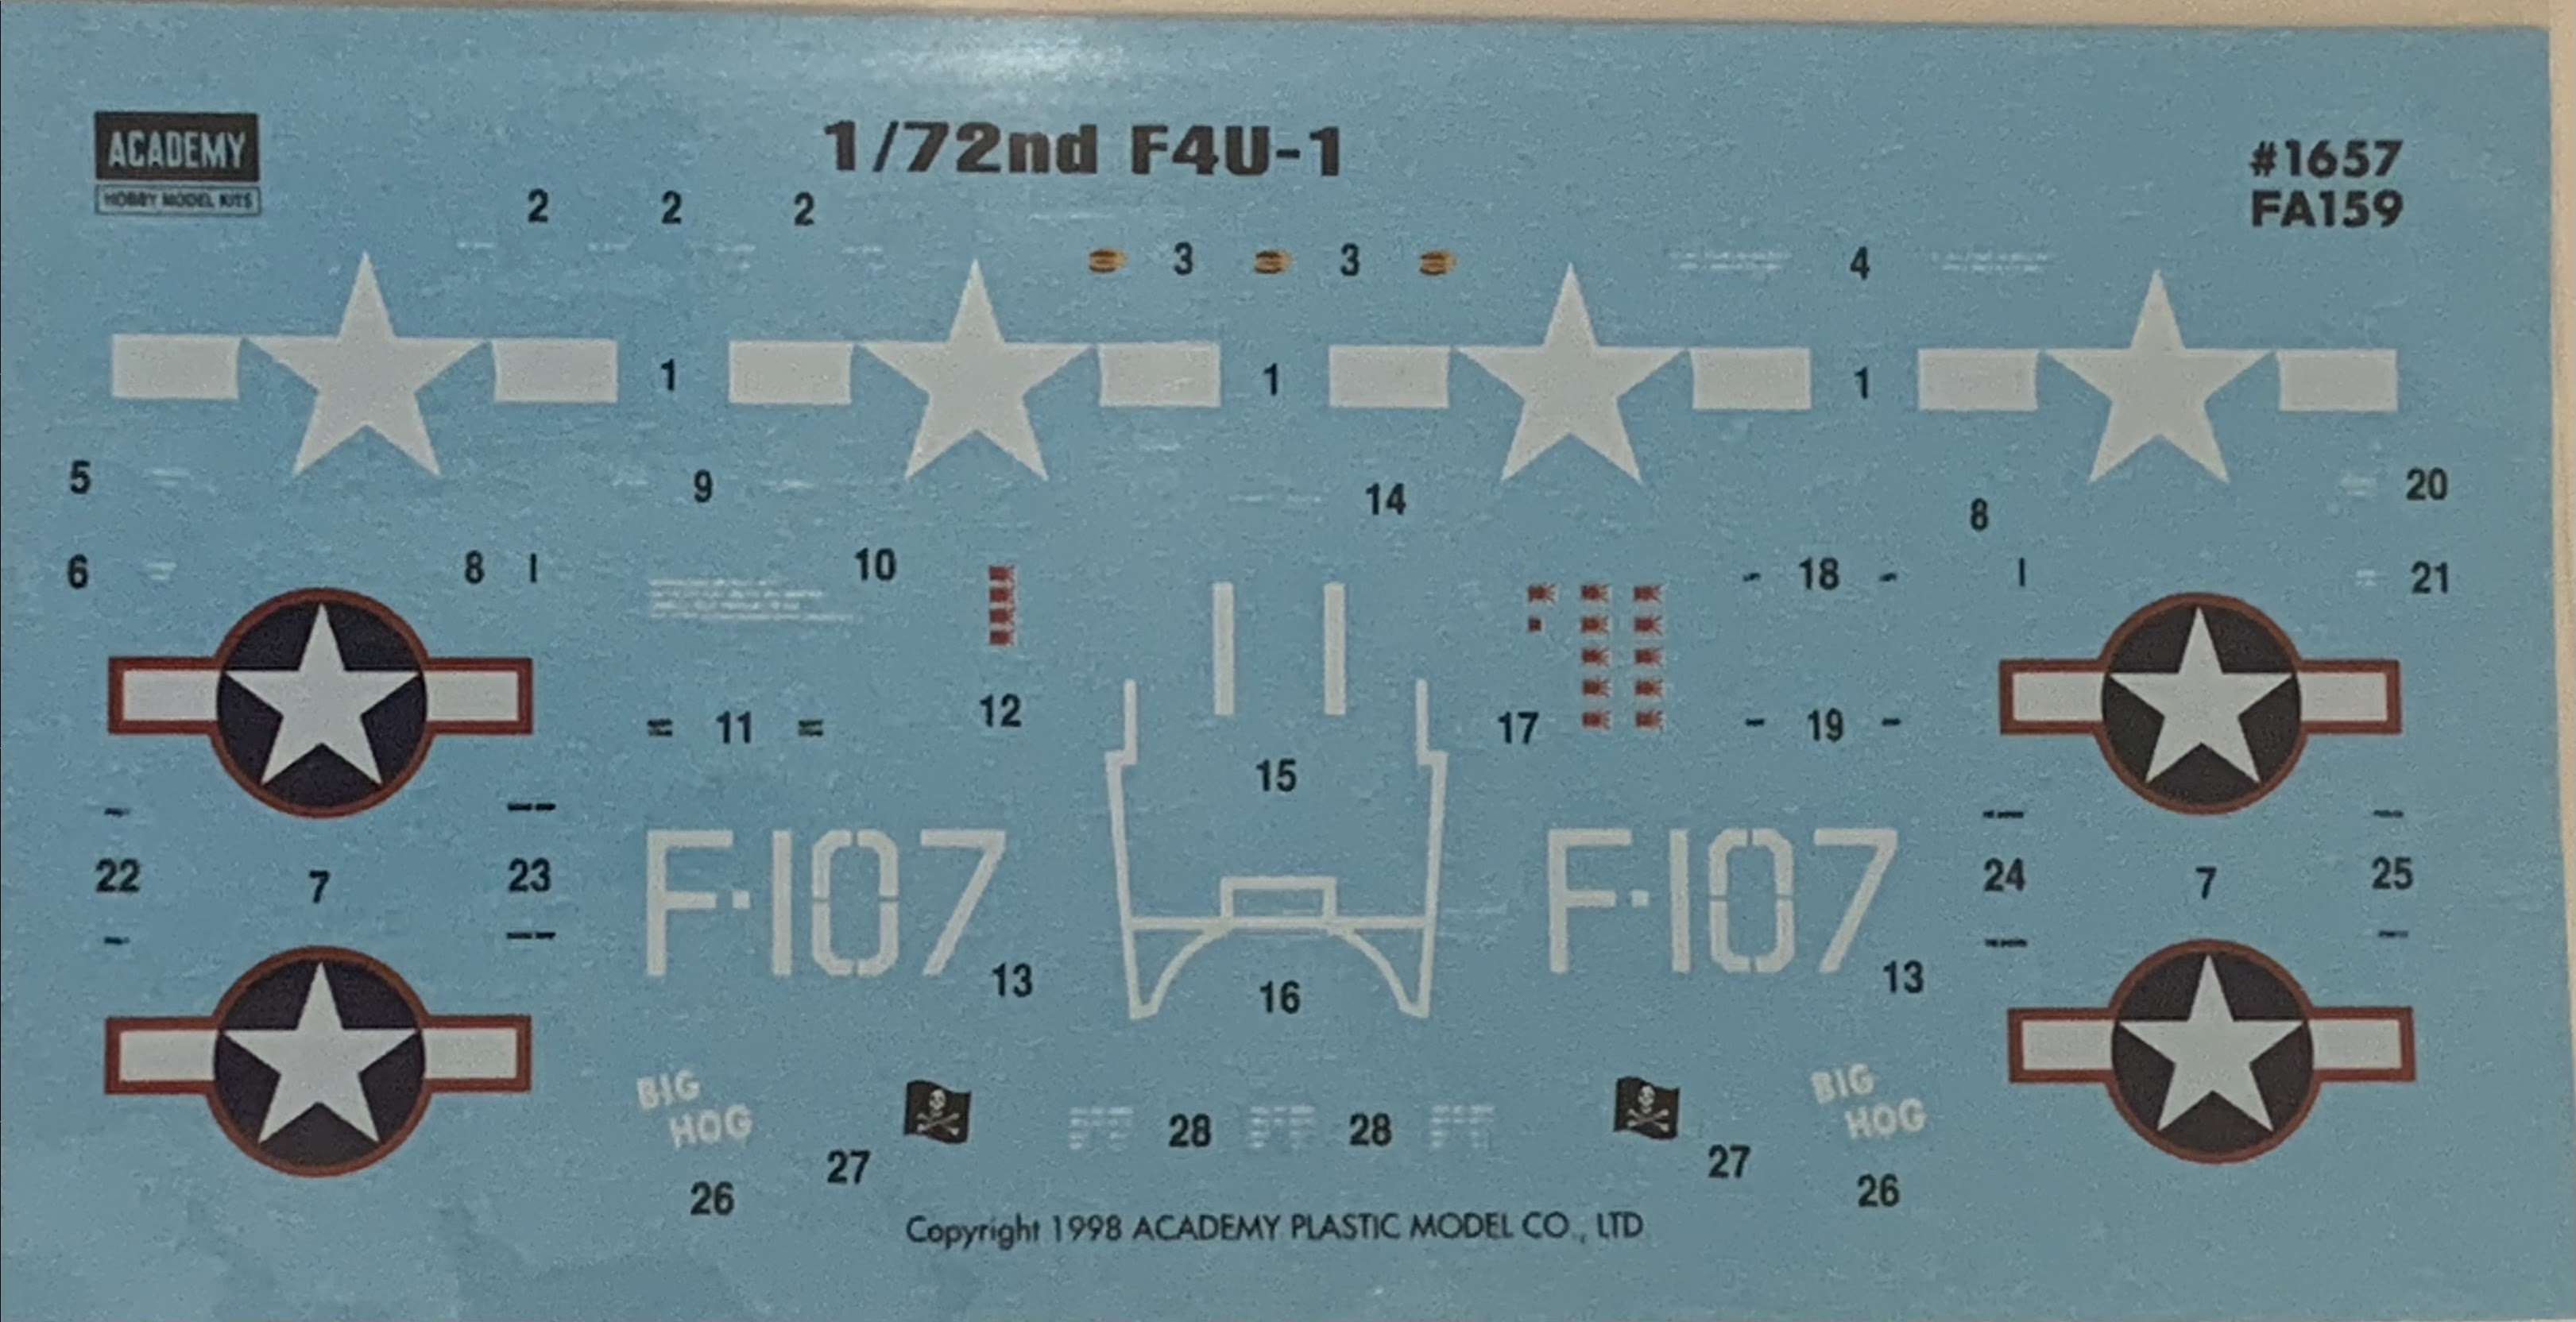 ACADEMY
HOBBY MODEL KITS
1/72nd F4U-1
#1657
FA159
2 2 2
3 3 4
1 1 1
5 9 14 8 20
6 8 10 18 21
11 12 15 17 19
F-107 F-107
22 7 23 24 7 25
13 16 13
BIG
HOG
BIG
HOG
27 28 28 27
26 26
Copyright 1998 ACADEMY PLASTIC MODEL CO., LTD